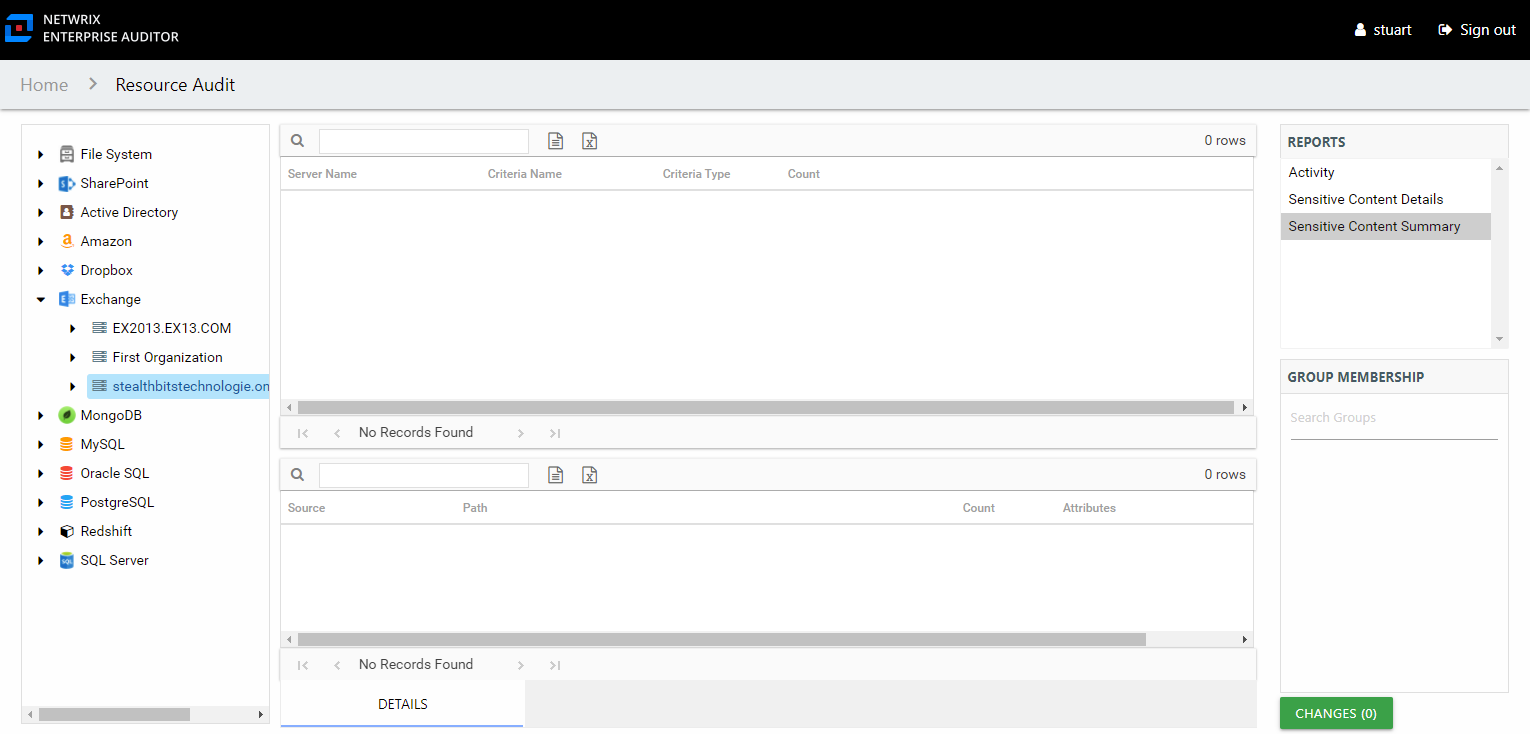 NETWRIX
ENTERPRISE AUDITOR
stuart
Sign out
Home
Resource Audit
File System
SharePoint
Active Directory
Amazon
Dropbox
Exchange
EX2013.EX13.COM
First Organization
stealthbitstechnologie.on
MongoDB
MySQL
Oracle SQL
PostgreSQL
Redshift
SQL Server
0 rows
Server Name Criteria Name Criteria Type Count
No Records Found
0 rows
Source Path Count Attributes
No Records Found
DETAILS
REPORTS
Activity
Sensitive Content Details
Sensitive Content Summary
GROUP MEMBERSHIP
Search Groups
CHANGES (0)